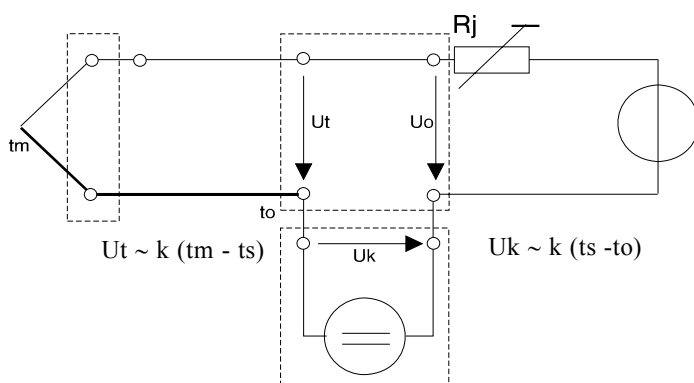 Rj
Ut
Uo
tm
to
Ut ~ k (tm - ts)
Uk
Uk ~ k (ts -to)